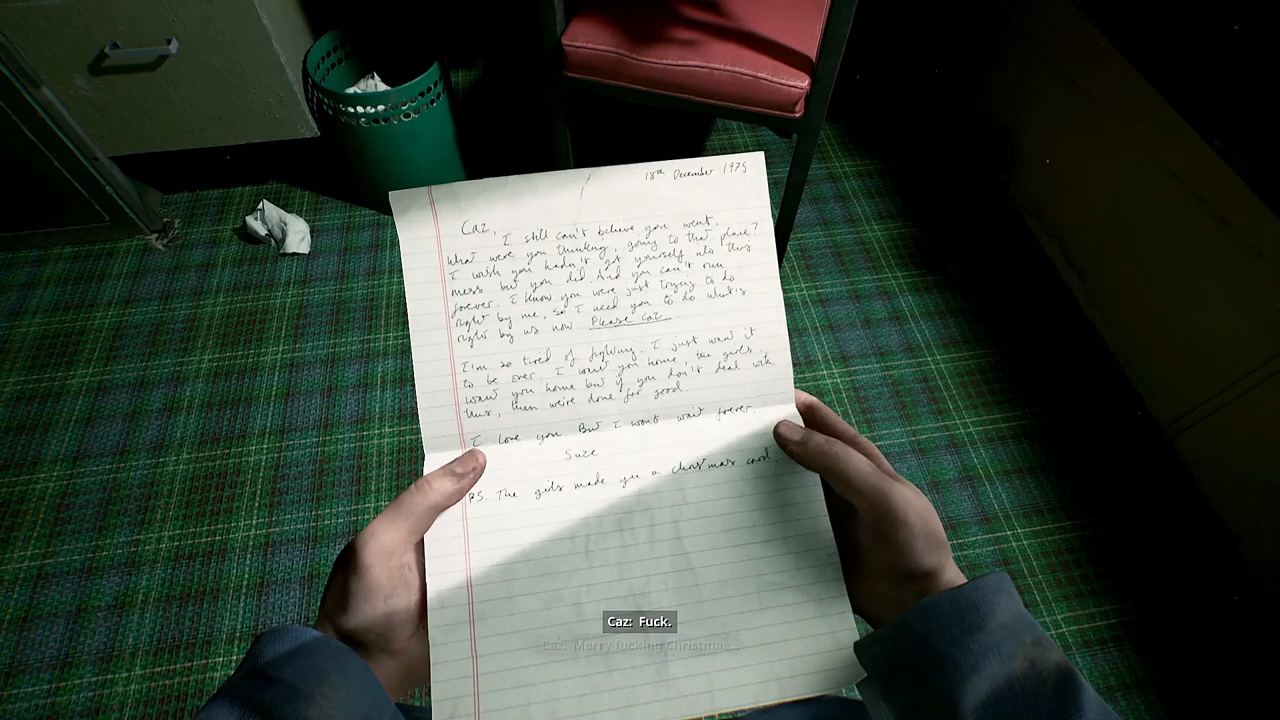 18th December 1975
Caz,
I still can't believe you went.
What were you thinking, going to that place?
I wish you hadn't got yourself into this
mess but you did. And you can't run
forever. I know you were just trying to do
right by me, so I need you to do what's
right by us now. Please Caz.
I'm so tired of fighting. I just want it
to be over. I want you home, the girls
want you home but if you don't deal with
this, then we're done for good.
I love you. But I wont wait forever.
Suze
P.S. The girls made you a christmas card.
Caz: Fuck.
Caz: Merry fucking Christmas...